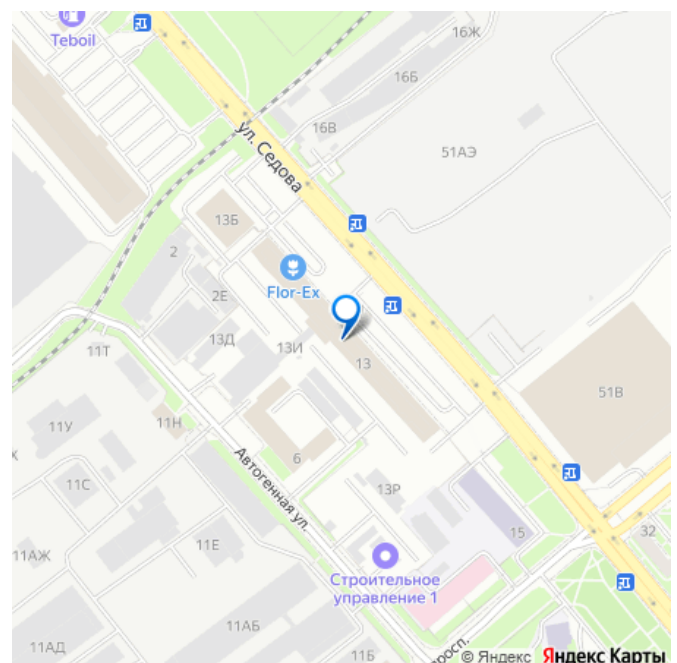 Teboil
16Ж
16Б
16В
51АЭ
ул. Седова
13Б
2
Flor-Ex
2Е
13Д
13И
11Т
13
51В
11У
11Н
6
Автогенная ул.
11С
13Р
15
32
11Е
11АЖ
Строительное
управление 1
11АБ
11АД
11Б
просп.
© Яндекс Яндекс Карты